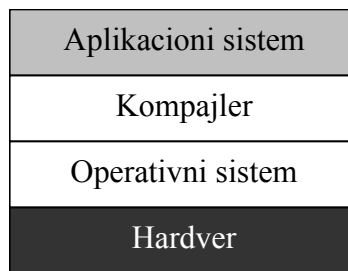 Aplikacioni sistem
Kompajler
Operativni sistem
Hardver